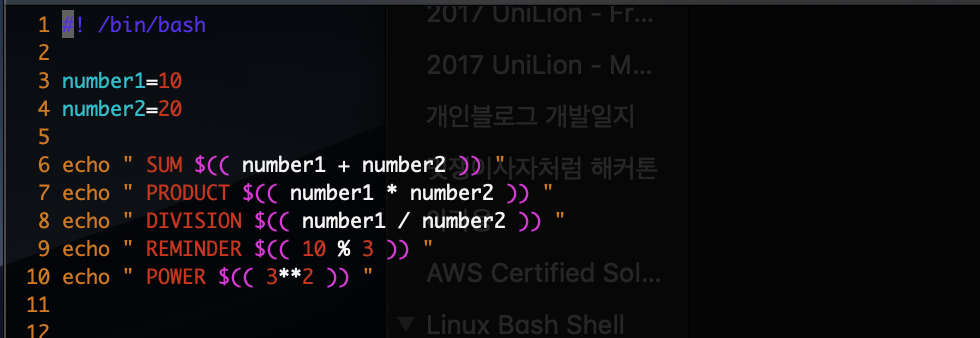 1 #! /bin/bash
2
3 number1=10
4 number2=20
5
6 echo " SUM $(( number1 + number2 )) "
7 echo " PRODUCT $(( number1 * number2 )) "
8 echo " DIVISION $(( number1 / number2 )) "
9 echo " REMINDER $(( 10 % 3 )) "
10 echo " POWER $(( 3**2 )) "
11
12
2017 UniLion - Fr...
2017 UniLion - M...
개인블로그 개발일지
멋쟁이사자처럼 해커톤
AWS Certified Sol...
Linux Bash Shell